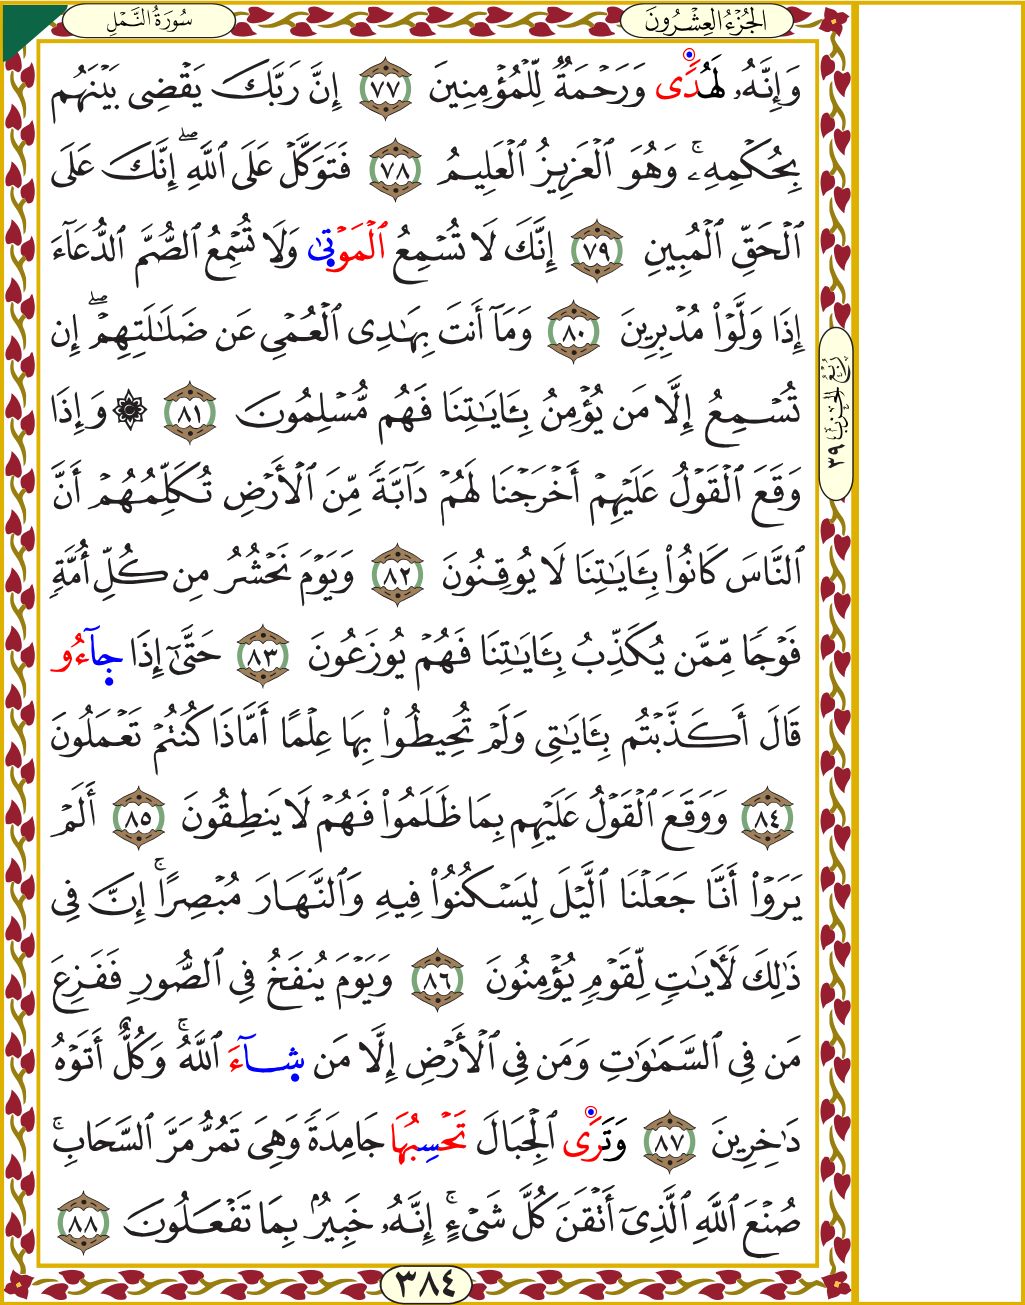 سُورَةُ النَّمْلِ
الجُزْءُ العِشْرُونَ
وَإِنَّهُۥ لَهُدٗى وَرَحۡمَةٞ لِّلۡمُؤۡمِنِينَ ٧٧ إِنَّ رَبَّكَ يَقۡضِي بَيۡنَهُم
بِحُكۡمِهِۦۚ وَهُوَ ٱلۡعَزِيزُ ٱلۡعَلِيمُ ٧٨ فَتَوَكَّلۡ عَلَى ٱللَّهِۖ إِنَّكَ عَلَى
ٱلۡحَقِّ ٱلۡمُبِينِ ٧٩ إِنَّكَ لَا تُسۡمِعُ ٱلۡمَوۡتٜىٰ وَلَا تُسۡمِعُ ٱلصُّمَّ ٱلدُّعَآءَ
إِذَا وَلَّوۡاْ مُدۡبِرِينَ ٨٠ وَمَآ أَنتَ بِهَٰدِي ٱلۡعُمۡيِ عَن ضَلَٰلَتِهِمۡۖ إِن
تُسۡمِعُ إِلَّا مَن يُؤۡمِنُ بِـَٔايَٰتِنَا فَهُم مُّسۡلِمُونَ ٨١ ۞ وَإِذَا
وَقَعَ ٱلۡقَوۡلُ عَلَيۡهِمۡ أَخۡرَجۡنَا لَهُمۡ دَآبَّةٗ مِّنَ ٱلۡأَرۡضِ تُكَلِّمُهُمۡ أَنَّ
ٱلنَّاسَ كَانُواْ بِـَٔايَٰتِنَا لَا يُوقِنُونَ ٨٢ وَيَوۡمَ نَحۡشُرُ مِن كُلِّ أُمَّةٖ
فَوۡجٗا مِّمَّن يُكَذِّبُ بِـَٔايَٰتِنَا فَهُمۡ يُوزَعُونَ ٨٣ حَتَّىٰٓ إِذَا جآءُو
قَالَ أَكَذَّبۡتُم بِـَٔايَٰتِي وَلَمۡ تُحِيطُواْ بِهَا عِلۡمًا أَمَّاذَا كُنتُمۡ تَعۡمَلُونَ
٨٤ وَوَقَعَ ٱلۡقَوۡلُ عَلَيۡهِم بِمَا ظَلَمُواْ فَهُمۡ لَا يَنطِقُونَ ٨٥ أَلَمۡ
يَرَوۡاْ أَنَّا جَعَلۡنَا ٱلَّيۡلَ لِيَسۡكُنُواْ فِيهِ وَٱلنَّهَارَ مُبۡصِرًاۚ إِنَّ فِي
ذَٰلِكَ لَأٓيَٰتٖ لِّقَوۡمٖ يُؤۡمِنُونَ ٨٦ وَيَوۡمَ يُنفَخُ فِي ٱلصُّورِ فَفَزِعَ
مَن فِي ٱلسَّمَٰوَٰتِ وَمَن فِي ٱلۡأَرۡضِ إِلَّا مَن شآءَ ٱللَّهُۚ وَكُلٌّ أَتَوۡهُ
دَٰخِرِينَ ٨٧ وَتَرَى ٱلۡجِبَالَ تَحۡسِبُهَا جَامِدَةٗ وَهِيَ تَمُرُّ مَرَّ ٱلسَّحَابِۚ
صُنۡعَ ٱللَّهِ ٱلَّذِيٓ أَتۡقَنَ كُلَّ شَيۡءٍۚ إِنَّهُۥ خَبِيرُۢ بِمَا تَفۡعَلُونَ ٨٨
رُبْعُ الحِزْبِ ٣٩
٣٨٤